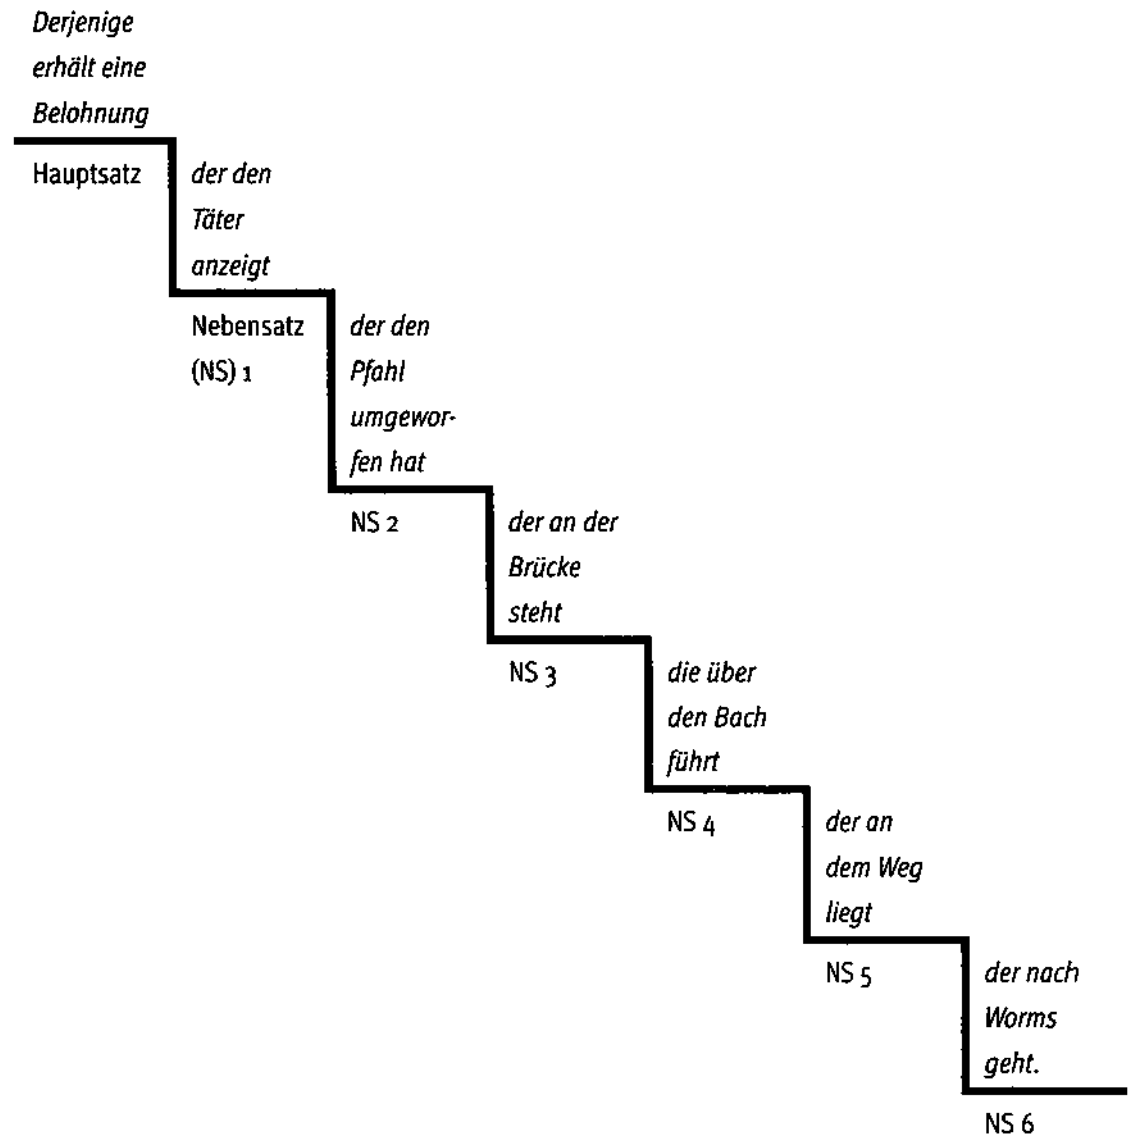 Derjenige
erhält eine
Belohnung
Hauptsatz
der den
Täter
anzeigt
Nebensatz
(NS) 1
der den
Pfahl
umgewor-
fen hat
NS 2
der an der
Brücke
steht
NS 3
die über
den Bach
führt
NS 4
der an
dem Weg
liegt
NS 5
der nach
Worms
geht.
NS 6